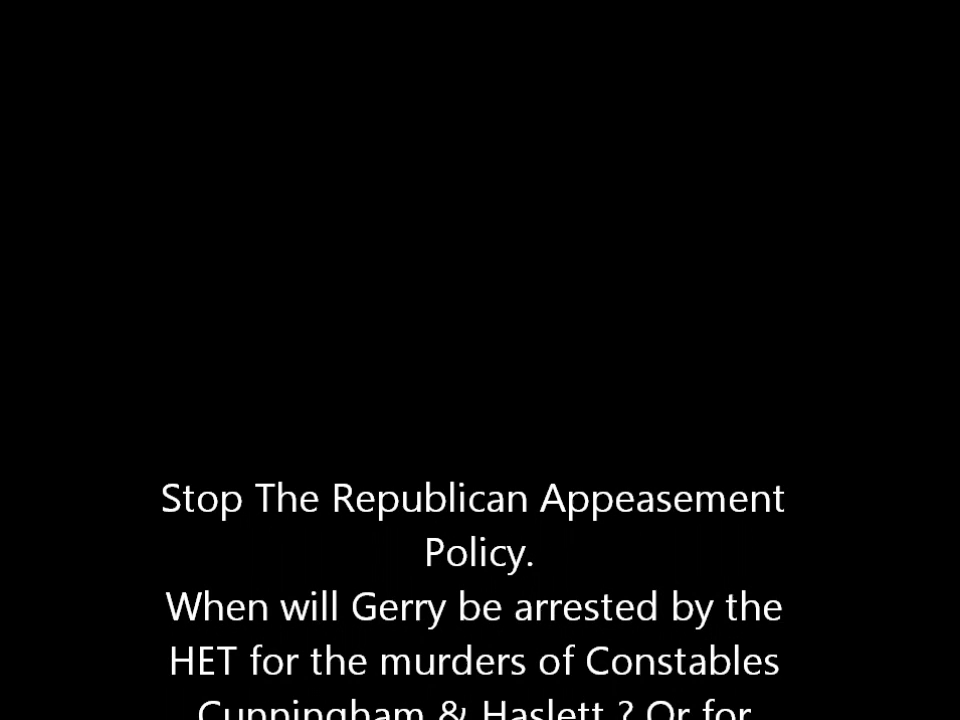 Stop The Republican Appeasement
Policy.
When will Gerry be arrested by the
HET for the murders of Constables
Cunningham & Haslett ? Or for